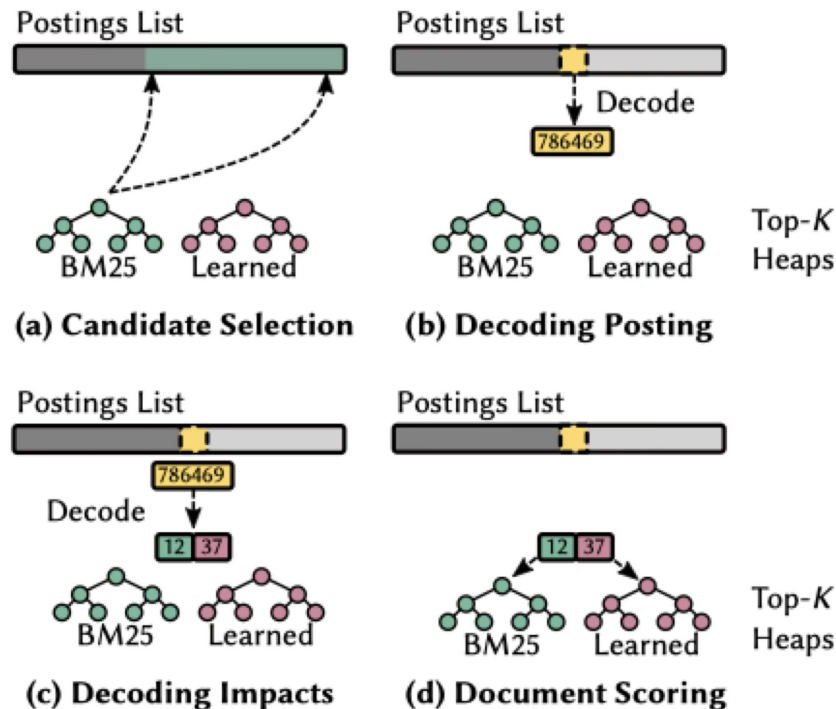 Postings List
BM25 Learned
(a) Candidate Selection
Postings List
Decode
786469
BM25 Learned
Top-K
Heaps
(b) Decoding Posting
Postings List
786469
Decode
12 37
BM25 Learned
(c) Decoding Impacts
Postings List
12 37
BM25 Learned
Top-K
Heaps
(d) Document Scoring